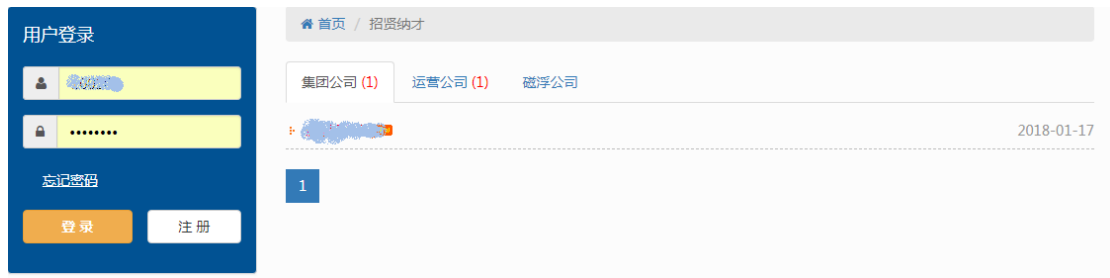 用户登录
忘记密码
登 录 注 册
首页 / 招贤纳才
集团公司 (1) 运营公司 (1) 磁浮公司
2018-01-17
1